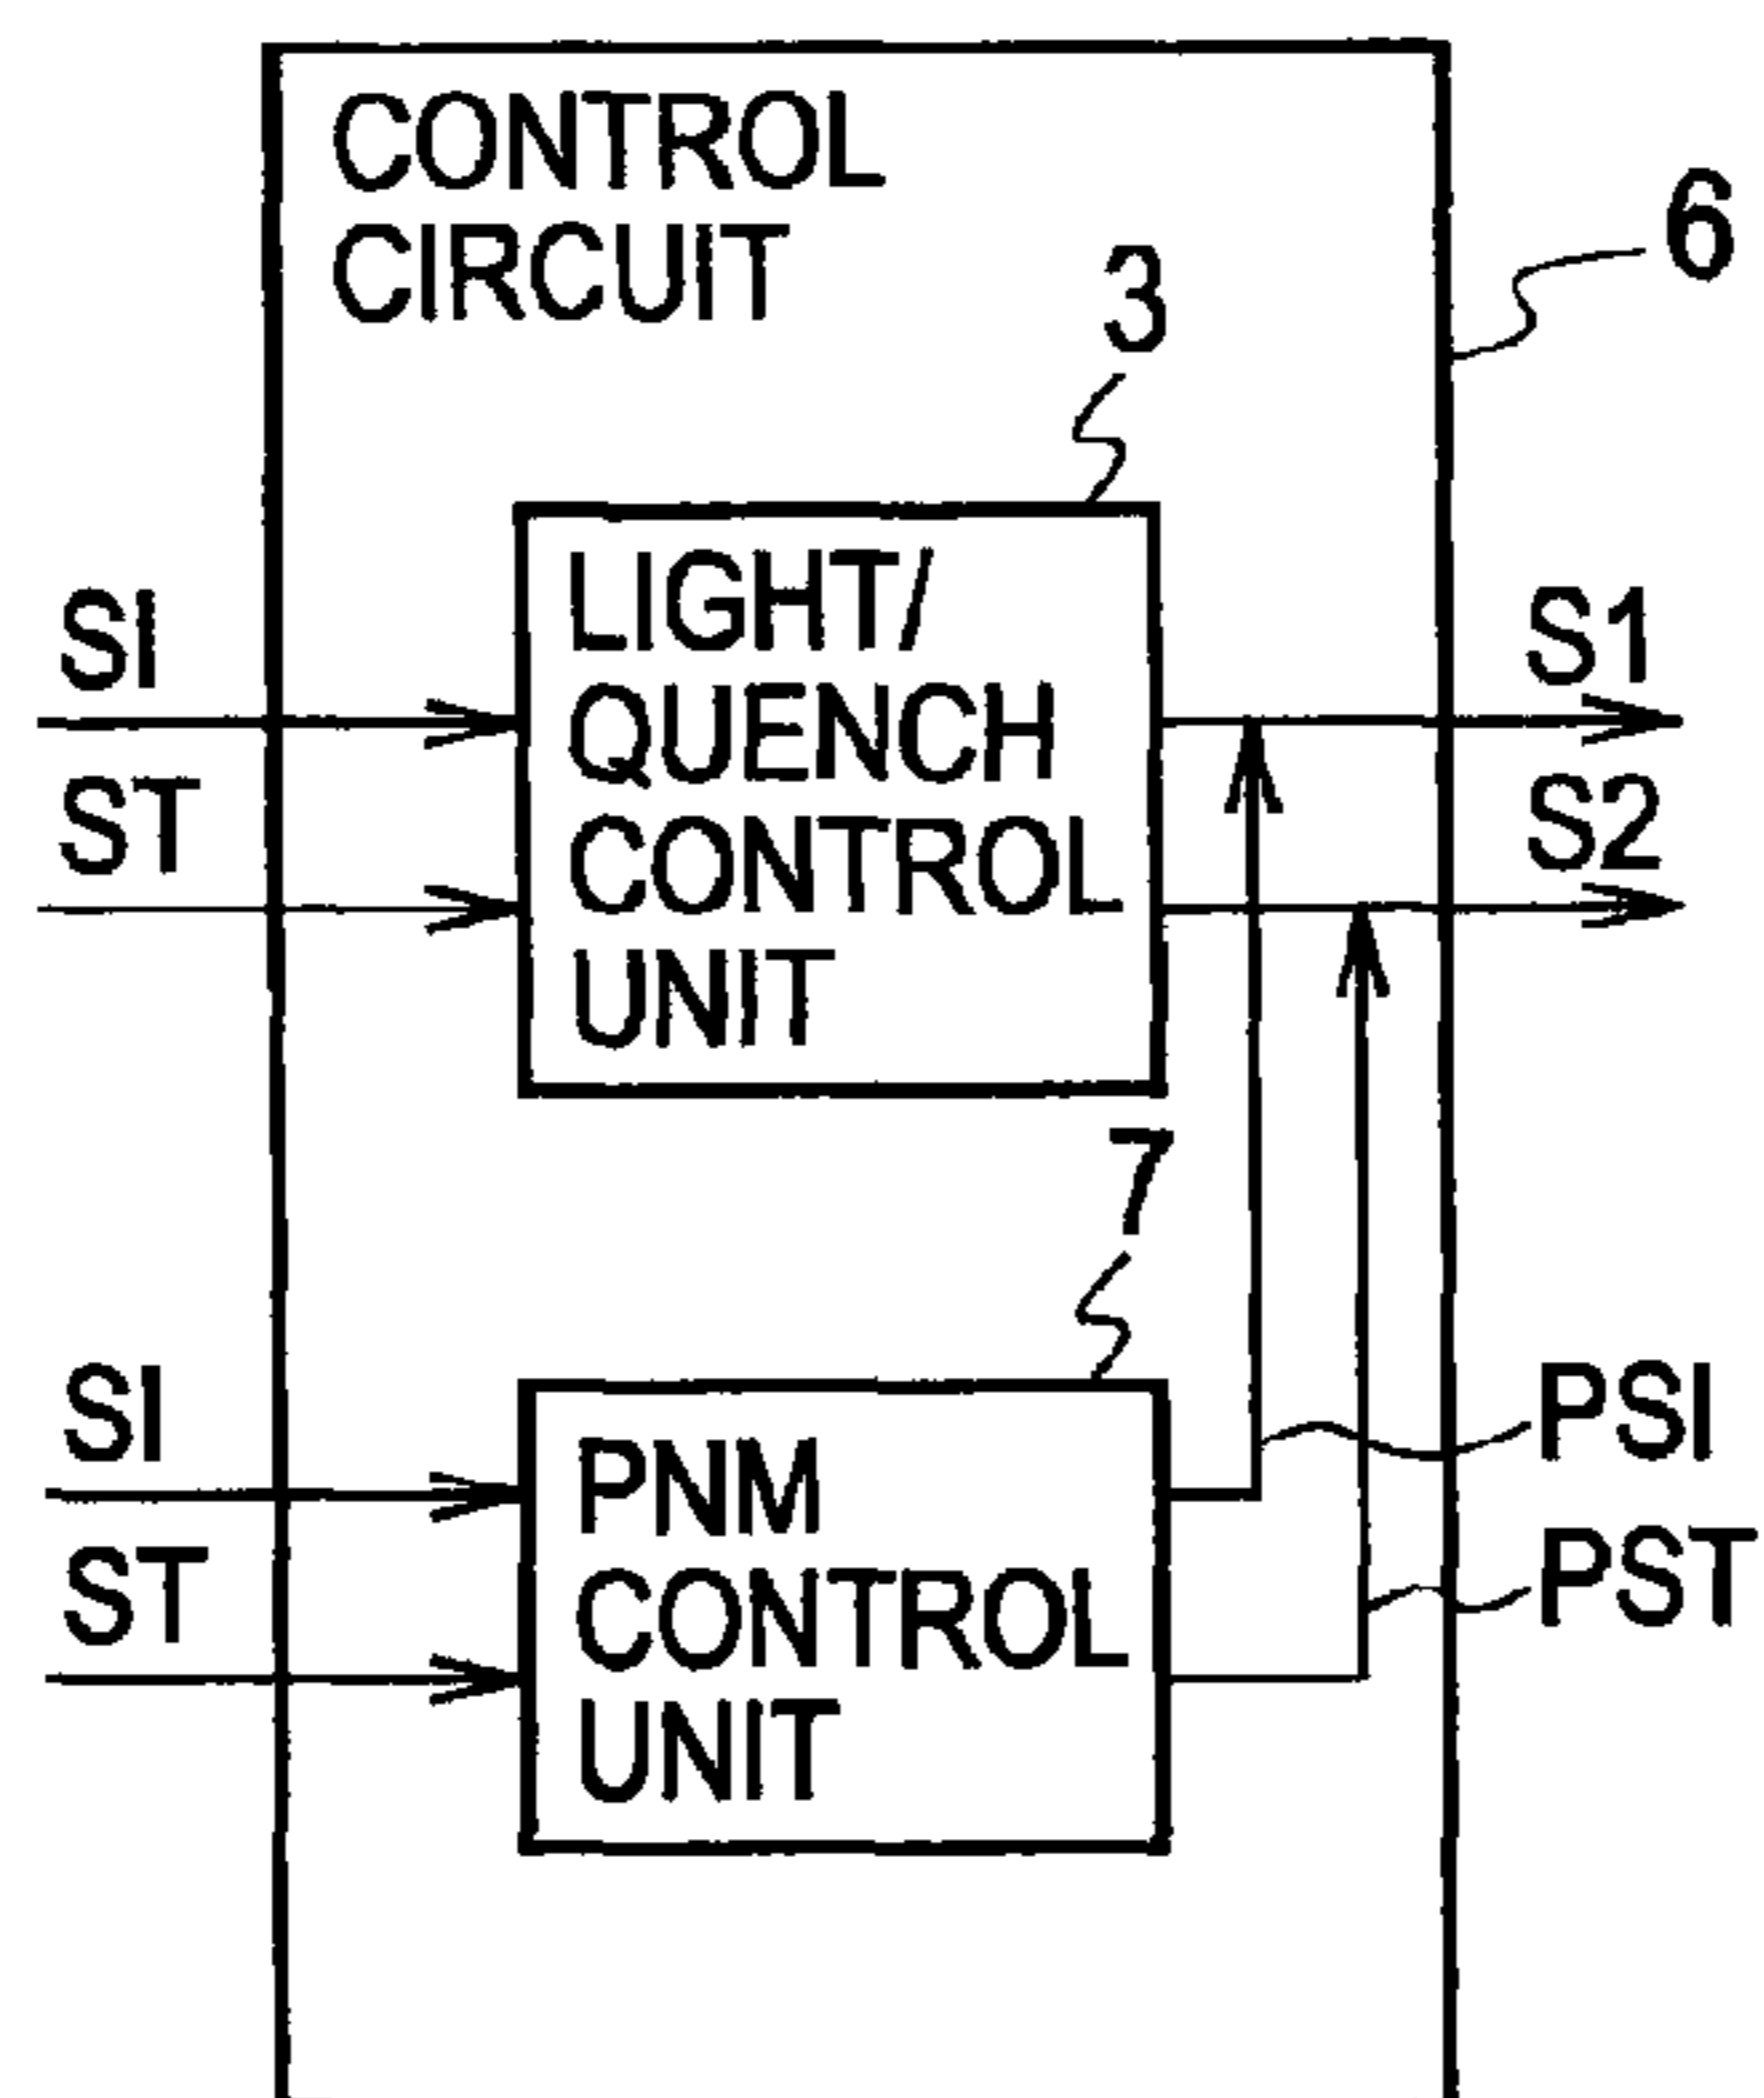 CONTROL
CIRCUIT
6
3
SI
ST
LIGHT/
QUENCH
CONTROL
UNIT
S1
S2
7
SI
ST
PNM
CONTROL
UNIT
PSI
PST